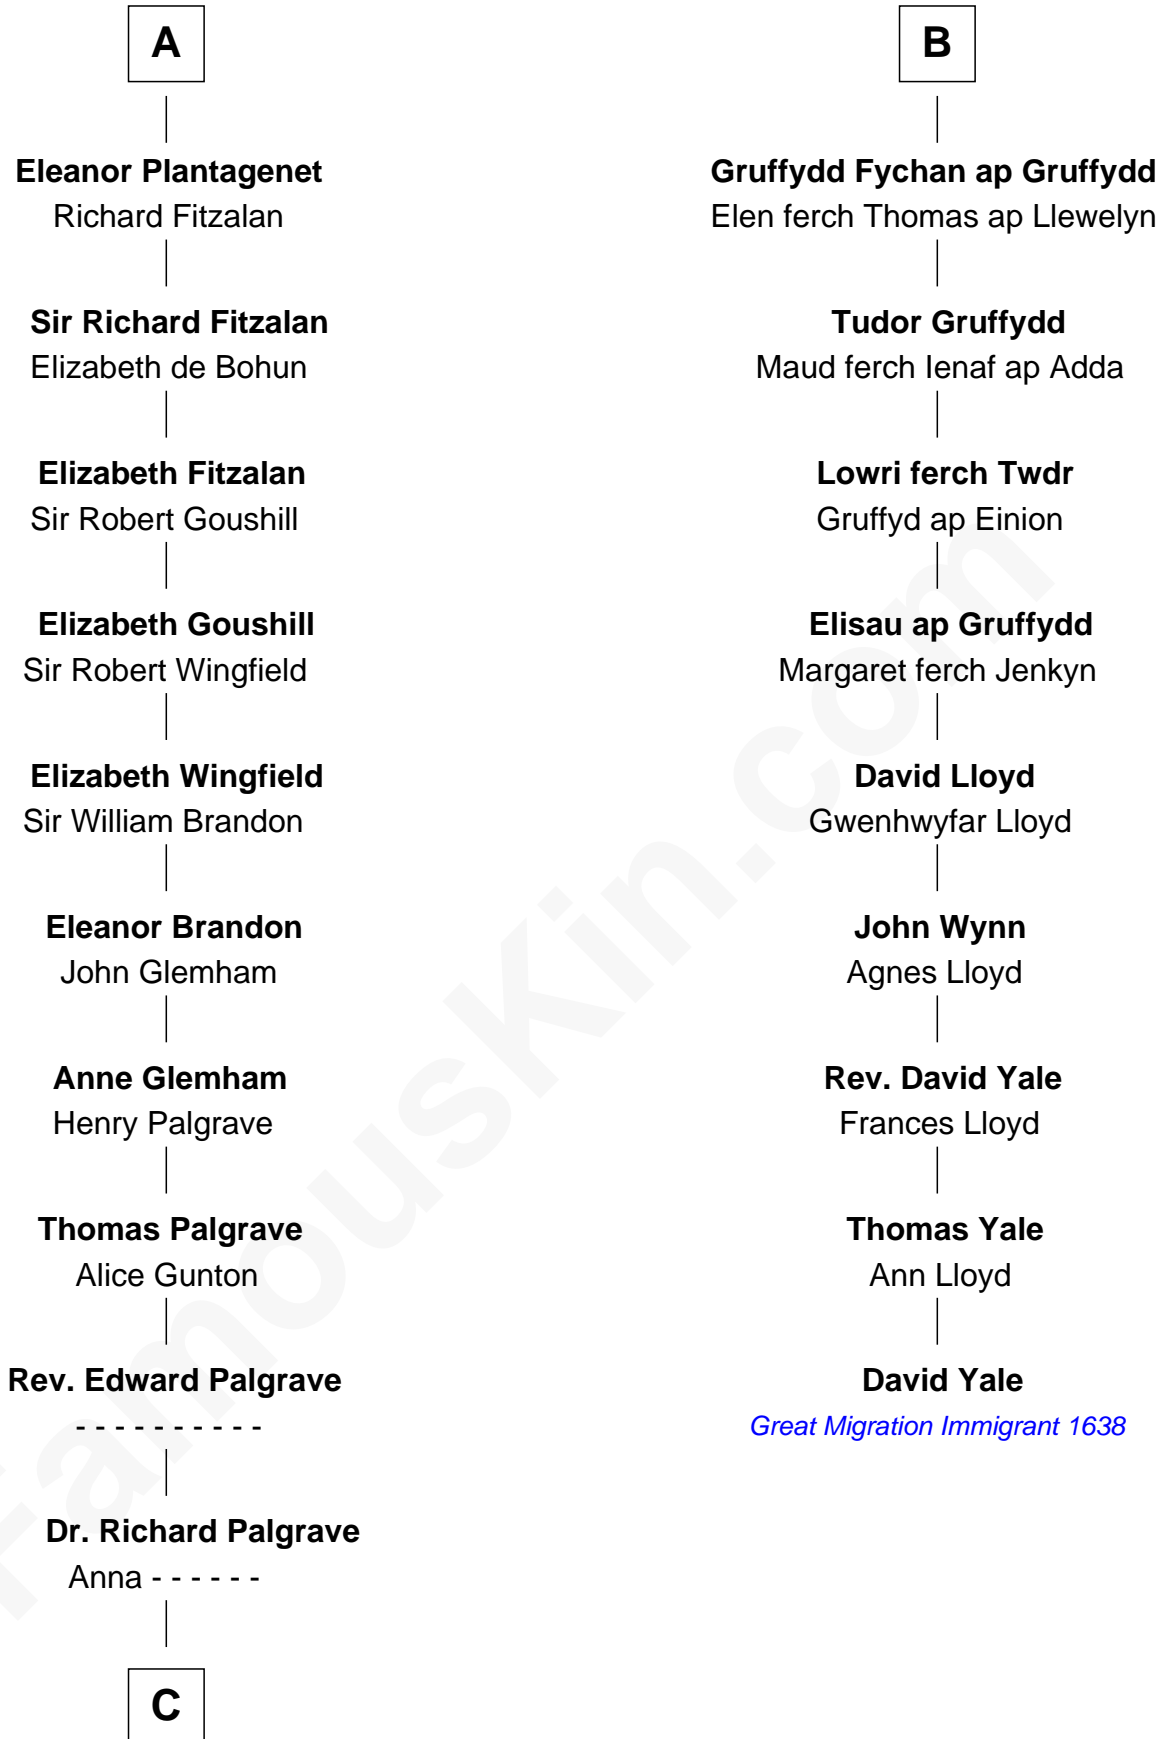 A
Eleanor Plantagenet
Richard Fitzalan
Sir Richard Fitzalan
Elizabeth de Bohun
Elizabeth Fitzalan
Sir Robert Goushill
Elizabeth Goushill
Sir Robert Wingfield
Elizabeth Wingfield
Sir William Brandon
Eleanor Brandon
John Glemham
Anne Glemham
Henry Palgrave
Thomas Palgrave
Alice Gunton
Rev. Edward Palgrave
- - - - - - - - - -
Dr. Richard Palgrave
Anna - - - - - -
C
B
Gruffydd Fychan ap Gruffydd
Elen ferch Thomas ap Llewelyn
Tudor Gruffydd
Maud ferch Ienaf ap Adda
Lowri ferch Twdr
Gruffyd ap Einion
Elisau ap Gruffydd
Margaret ferch Jenkyn
David Lloyd
Gwenhwyfar Lloyd
John Wynn
Agnes Lloyd
Rev. David Yale
Frances Lloyd
Thomas Yale
Ann Lloyd
David Yale
Great Migration Immigrant 1638
FamousKin.com